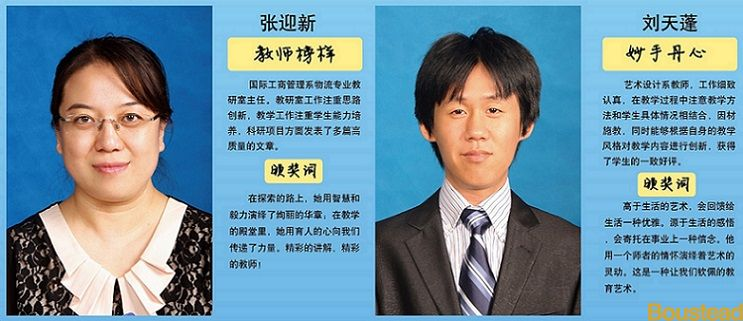 张迎新
教师榜样
国际工商管理系物流专业教
研室主任。教研室工作注重思路
创新，教学工作注重学生能力培
养，科研项目方面发表了多篇高
质量的文章。
颁奖词
在探索的路上，她用智慧和
毅力演绎了绚丽的华章；在教学
的殿堂里，她用育人的心向我们
传递了力量。精彩的讲解，精彩
的教师！
刘天蓬
妙手丹心
艺术设计系教师，工作细致
认真，在教学过程中注意教学方
法和学生具体情况相结合，因材
施教，同时能够根据自身的教学
风格对教学内容进行创新，获得
了学生的一致好评。
颁奖词
高于生活的艺术，会回馈给
生活一种优雅。源于生活的感悟
，会寄托在事业上一种信念。他
用一个师者的情怀演绎着艺术的
灵动。这是一种让我们钦佩的教
育艺术。
Boustead